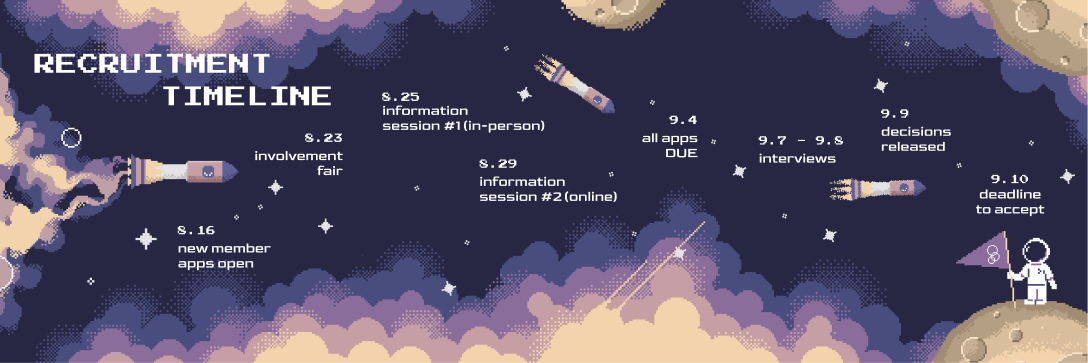 RECRUITMENT
TIMELINE
8.16
new member
apps open
8.23
involvement
fair
8.25
information
session #1(in-person)
8.29
information
session #2(online)
9.4
all apps
DUE
9.7 - 9.8
interviews
9.9
decisions
released
9.10
deadline
to accept